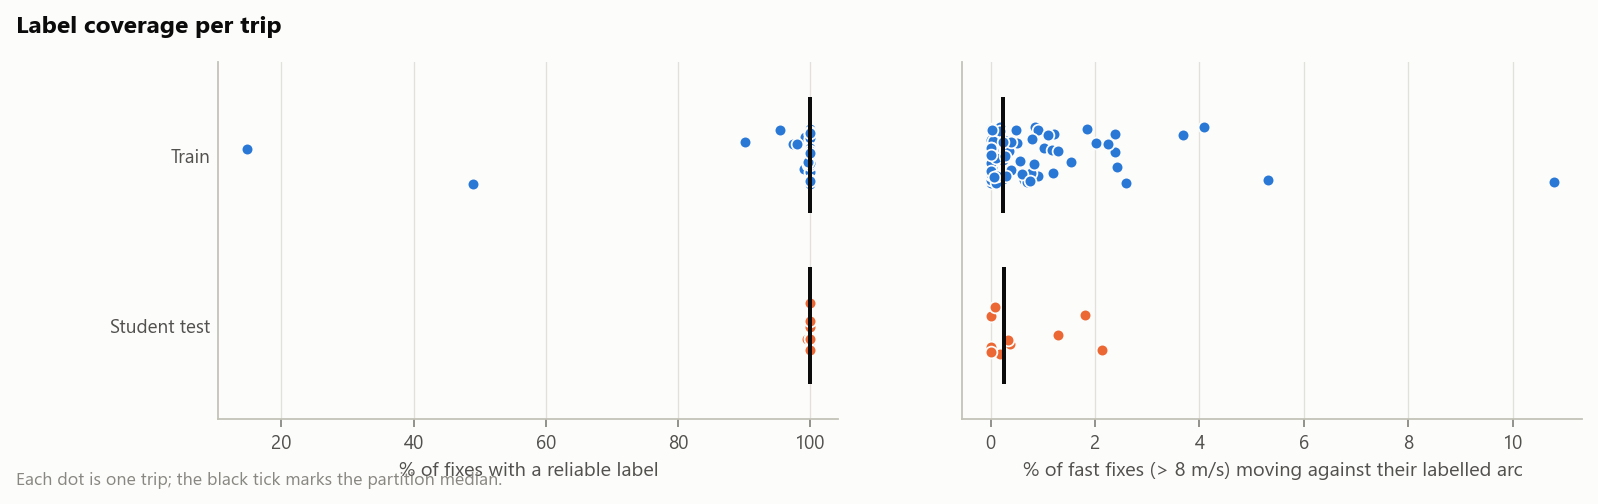 Label coverage per trip
Train
Student test
20 40 60 80 100
0 2 4 6 8 10
% of fixes with a reliable label
% of fast fixes (> 8 m/s) moving against their labelled arc
Each dot is one trip; the black tick marks the partition median.